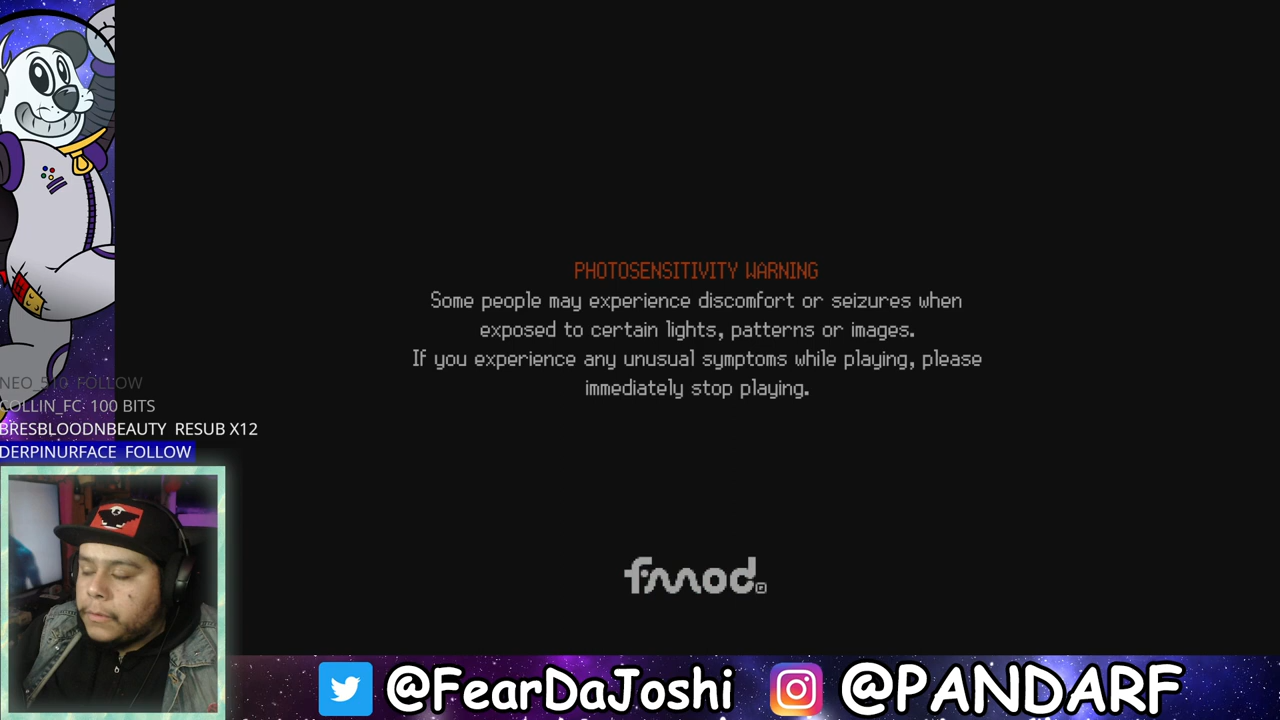 PHOTOSENSITIVITY WARNING
Some people may experience discomfort or seizures when
exposed to certain lights, patterns or images.
If you experience any unusual symptoms while playing, please
immediately stop playing.
NEO_510 FOLLOW
COLLIN_FC: 100 BITS
BRESBLOODNBEAUTY RESUB X12
DERPINURFACE FOLLOW
fmod
@FearDaJoshi
@PANDARF